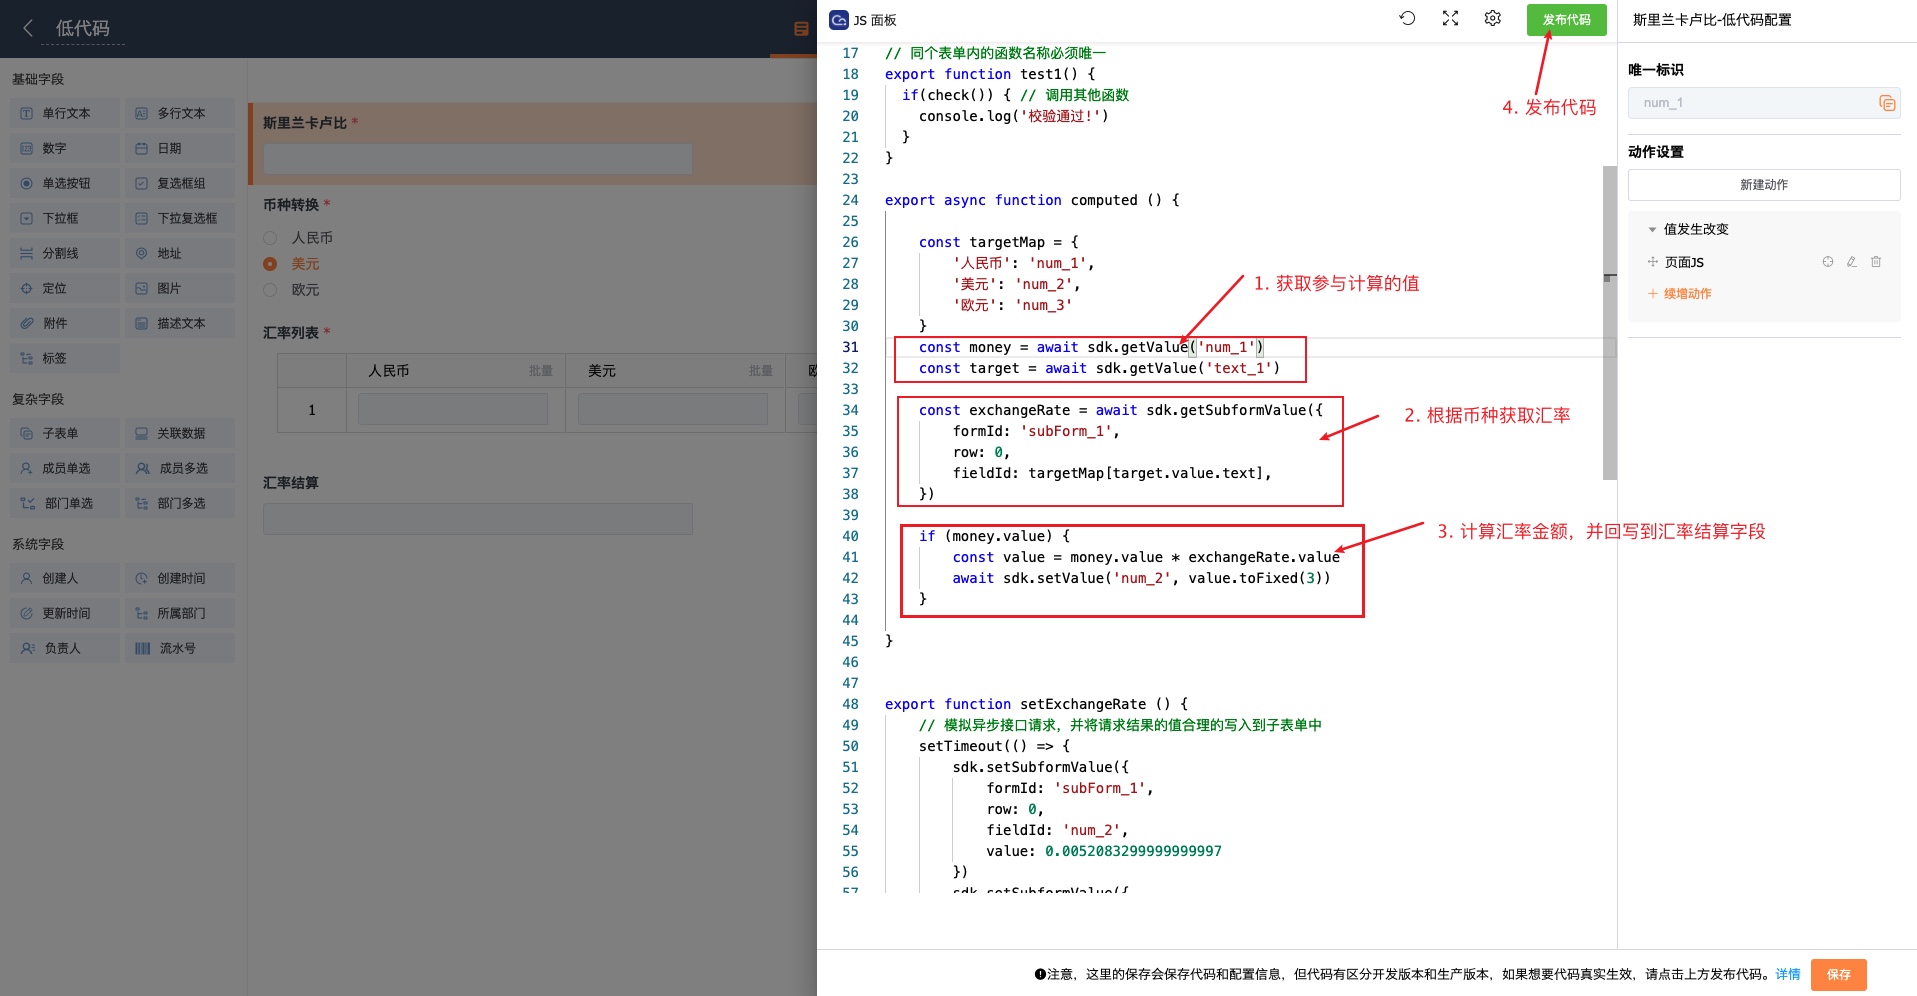 低代码
基础字段
单行文本
多行文本
数字
日期
单选按钮
复选框组
下拉框
下拉复选框
分割线
地址
定位
图片
附件
描述文本
标签
复杂字段
子表单
关联数据
成员单选
成员多选
部门单选
部门多选
系统字段
创建人
创建时间
更新时间
所属部门
负责人
流水号
斯里兰卡卢比 *
币种转换 *
人民币
美元
欧元
汇率列表 *
人民币 批量 美元 批量
1
汇率结算
JS 面板
发布代码
4. 发布代码
17 // 同个表单内的函数名称必须唯一
18 export function test1() {
19 if(check()) { // 调用其他函数
20 console.log('校验通过!')
21 }
22 }
23
24 export async function computed () {
25
26 const targetMap = {
27 '人民币': 'num_1',
28 '美元': 'num_2',
29 '欧元': 'num_3'
30 }
31 const money = await sdk.getValue('num_1')
32 const target = await sdk.getValue('text_1')
33
34 const exchangeRate = await sdk.getSubformValue({
35 formId: 'subForm_1',
36 row: 0,
37 fieldId: targetMap[target.value.text],
38 })
39
40 if (money.value) {
41 const value = money.value * exchangeRate.value
42 await sdk.setValue('num_2', value.toFixed(3))
43 }
44
45 }
46
47
48 export function setExchangeRate () {
49 // 模拟异步接口请求，并将请求结果的值合理的写入到子表单中
50 setTimeout(() => {
51 sdk.setSubformValue({
52 formId: 'subForm_1',
53 row: 0,
54 fieldId: 'num_2',
55 value: 0.0052083299999999997
56 })
57 sdk.setSubformValue({
1. 获取参与计算的值
2. 根据币种获取汇率
3. 计算汇率金额，并回写到汇率结算字段
斯里兰卡卢比-低代码配置
唯一标识
num_1
动作设置
新建动作
值发生改变
页面JS
+ 续增动作
注意，这里的保存会保存代码和配置信息，但代码有区分开发版本和生产版本，如果想要代码真实生效，请点击上方发布代码。详情
保存